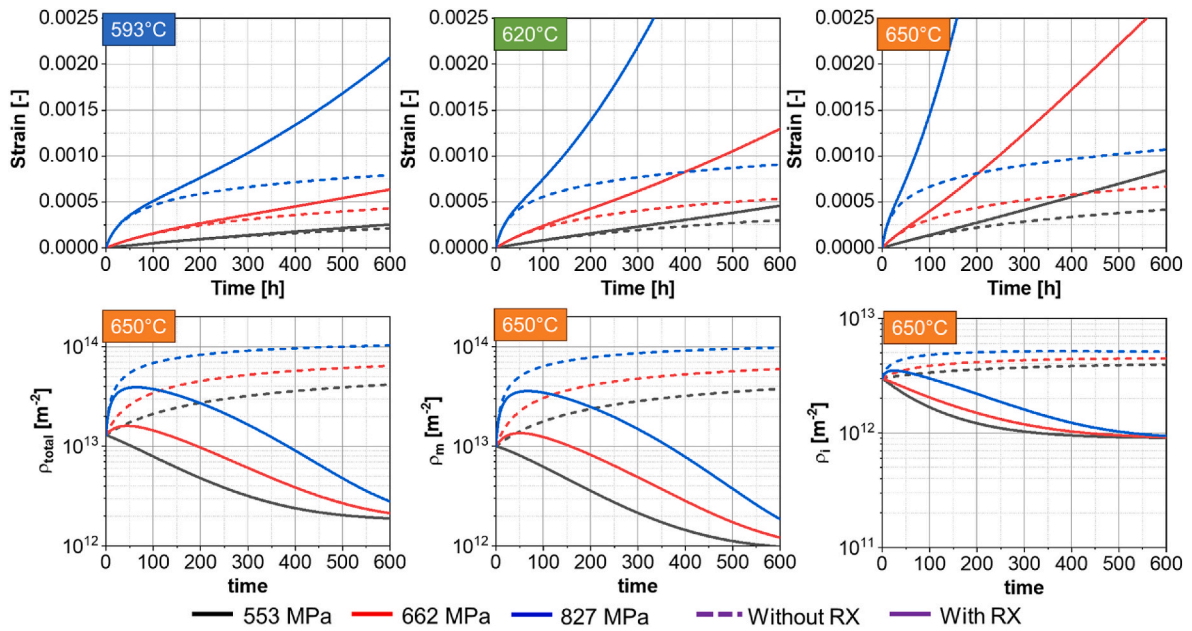 593°C
Strain [-]
0.0025
0.0020
0.0015
0.0010
0.0005
0.0000
0 100 200 300 400 500 600
Time [h]
620°C
Strain [-]
0.0025
0.0020
0.0015
0.0010
0.0005
0.0000
0 100 200 300 400 500 600
Time [h]
650°C
Strain [-]
0.0025
0.0020
0.0015
0.0010
0.0005
0.0000
0 100 200 300 400 500 600
Time [h]
650°C
ρtotal [m⁻²]
10¹⁴
10¹³
10¹²
0 100 200 300 400 500 600
time
650°C
ρm [m⁻²]
10¹⁴
10¹³
10¹²
0 100 200 300 400 500 600
time
650°C
ρi [m⁻²]
10¹³
10¹²
10¹¹
0 100 200 300 400 500 600
time
553 MPa 662 MPa 827 MPa Without RX With RX